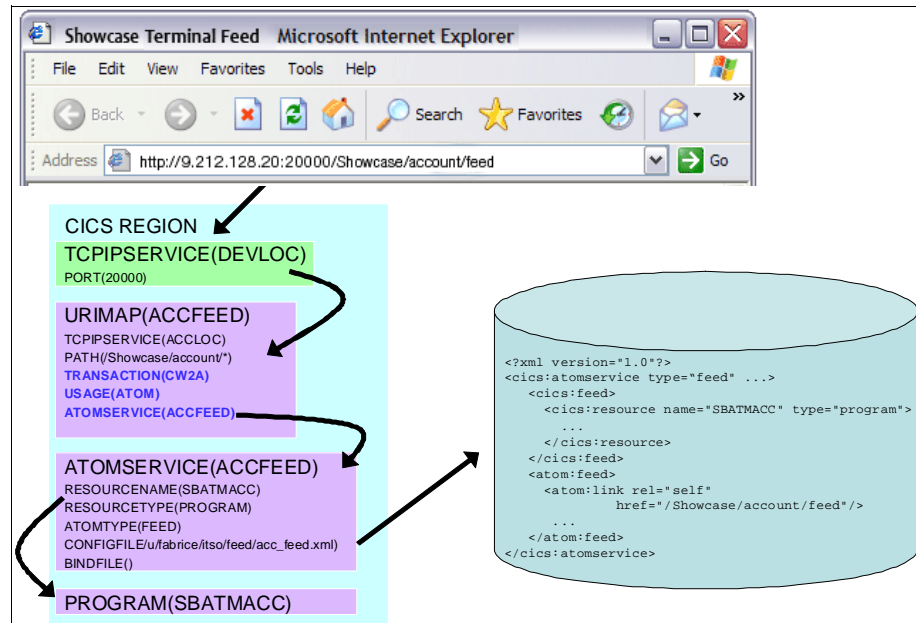 Showcase Terminal Feed Microsoft Internet Explorer
File Edit View Favorites Tools Help
Back Search Favorites »
Address http://9.212.128.20:20000/Showcase/account/feed Go
CICS REGION
TCPIPSERVICE(DEVLOC)
PORT(20000)
URIMAP(ACCFEED)
TCPIPSERVICE(ACCLOC)
PATH(/Showcase/account/*)
TRANSACTION(CW2A)
USAGE(ATOM)
ATOMSERVICE(ACCFEED)
ATOMSERVICE(ACCFEED)
RESOURCENAME(SBATMACC)
RESOURCETYPE(PROGRAM)
ATOMTYPE(FEED)
CONFIGFILE/u/fabrice/itso/feed/acc_feed.xml)
BINDFILE()
PROGRAM(SBATMACC)
<?xml version="1.0"?>
<cics:atomservice type="feed" ...>
<cics:feed>
<cics:resource name="SBATMACC" type="program">
...
</cics:resource>
</cics:feed>
<atom:feed>
<atom:link rel="self"
href="/Showcase/account/feed"/>
...
</atom:feed>
</cics:atomservice>